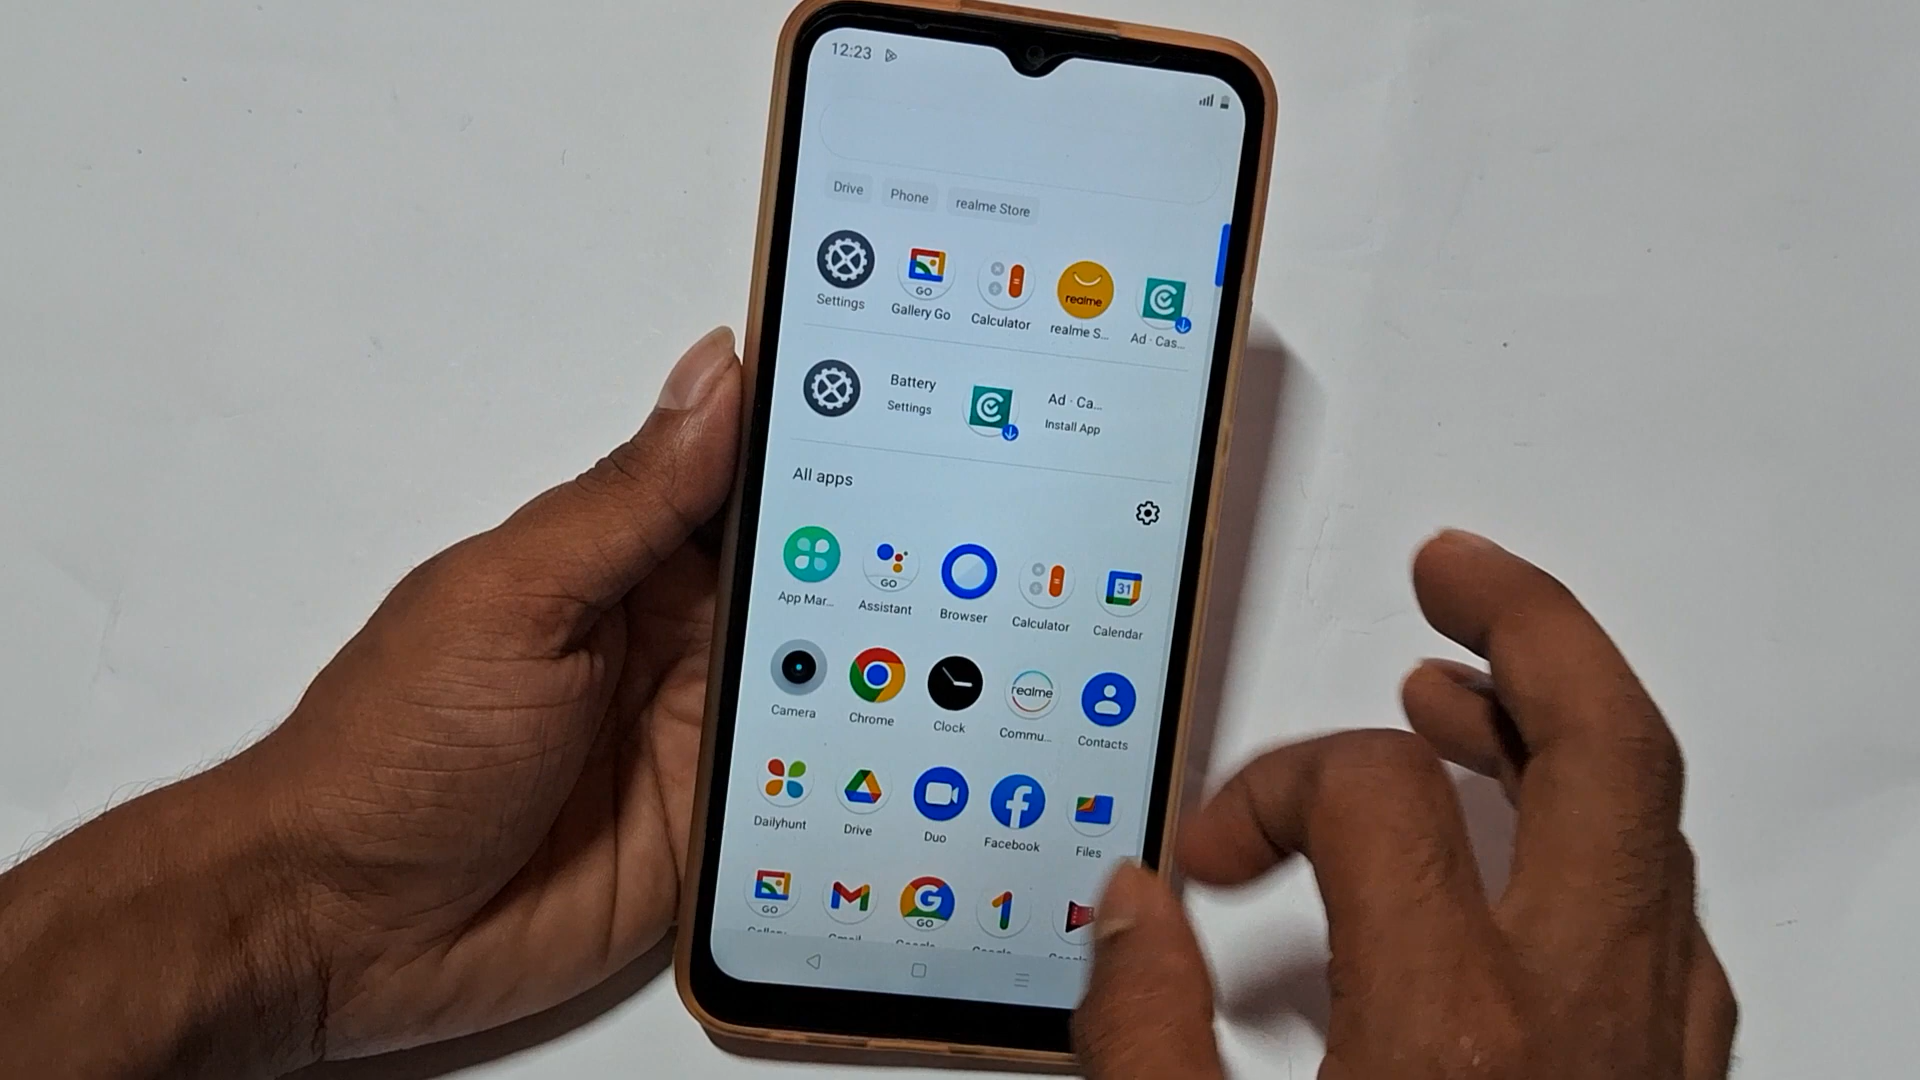 12:23
Drive Phone realme Store
realme
GO
Settings Gallery Go Calculator realme S... Ad · Cas...
Battery Ad · Ca...
Settings Install App
All apps
GO 31
App Mar... Assistant Browser Calculator Calendar
realme
Camera Chrome Clock Commu... Contacts
Dailyhunt Drive Duo Facebook Files
GO GO